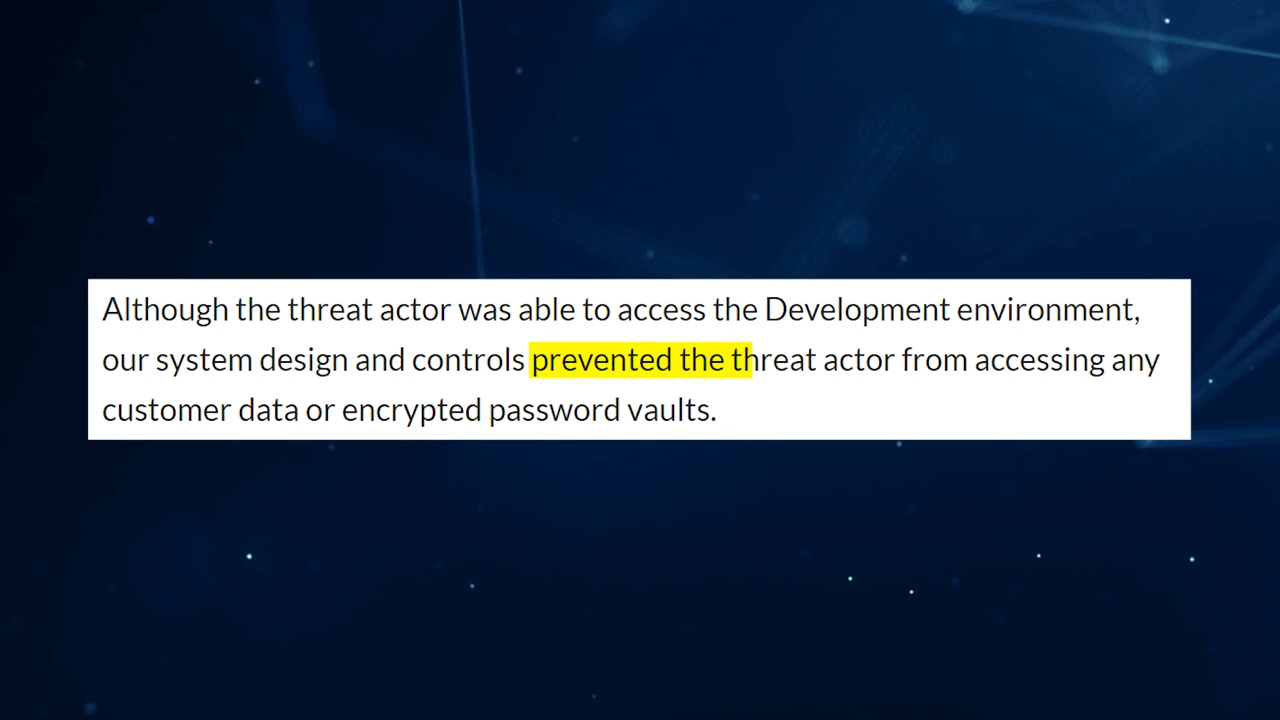 Although the threat actor was able to access the Development environment,
our system design and controls prevented the threat actor from accessing any
customer data or encrypted password vaults.